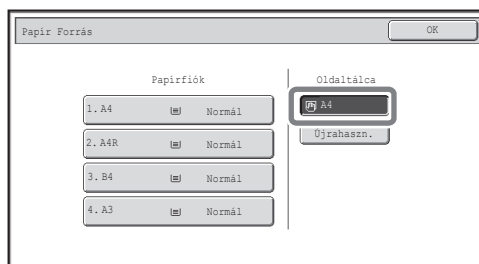 Papír Forrás OK
Papírfiók Oldaltálca
1. A4 Normál A4
2. A4R Normál Újrahaszn.
3. B4 Normál
4. A3 Normál